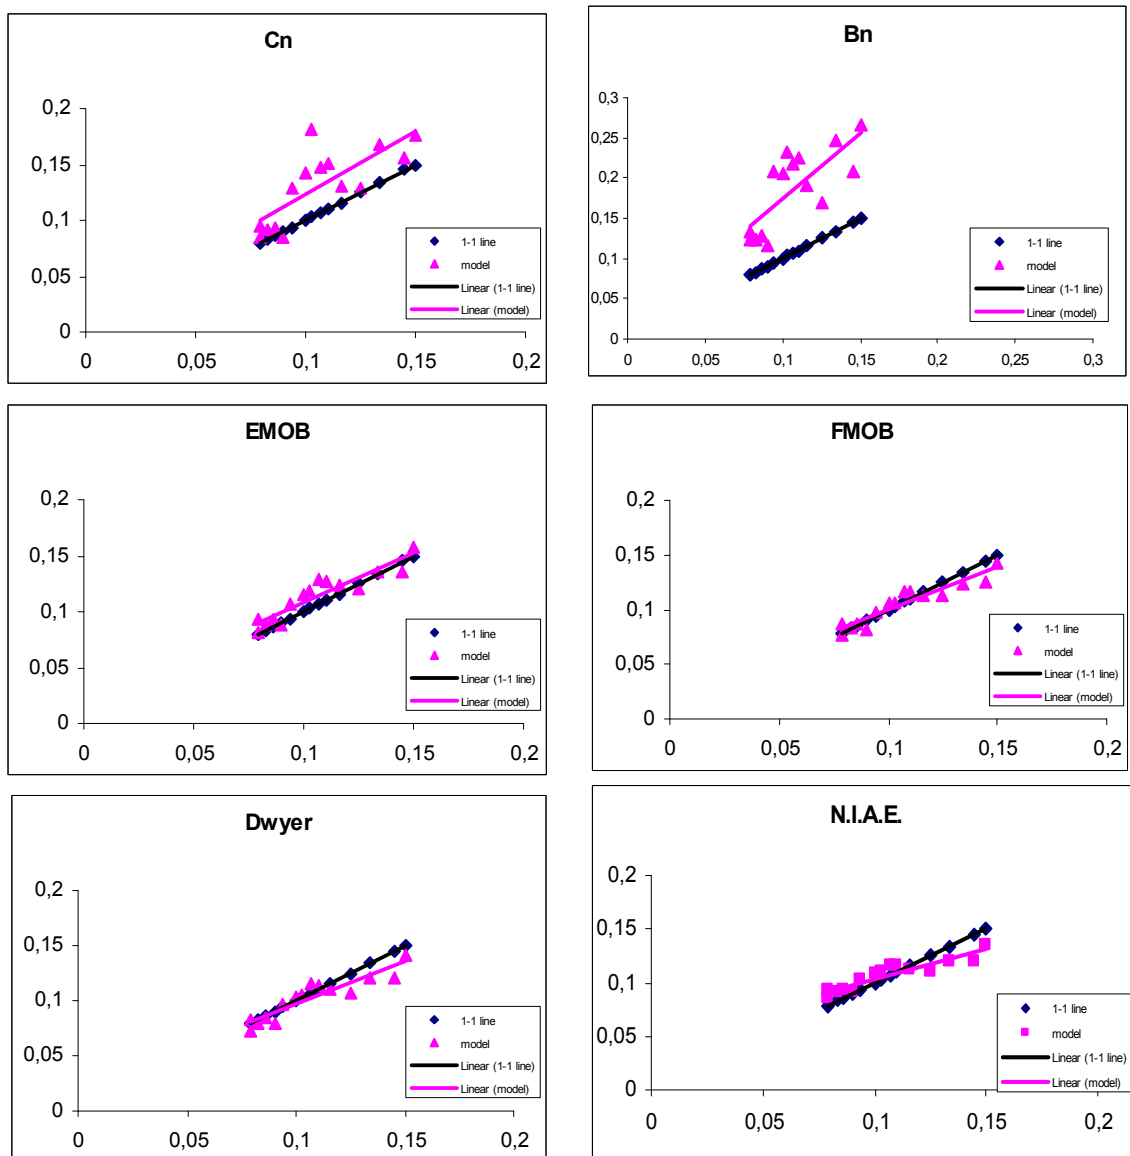 Cn
0,2
0,15
0,1
0,05
0
0 0,05 0,1 0,15 0,2
1-1 line
model
Linear (1-1 line)
Linear (model)
Bn
0,3
0,25
0,2
0,15
0,1
0,05
0
0 0,05 0,1 0,15 0,2 0,25 0,3
1-1 line
model
Linear (1-1 line)
Linear (model)
EMOB
0,2
0,15
0,1
0,05
0
0 0,05 0,1 0,15 0,2
1-1 line
model
Linear (1-1 line)
Linear (model)
FMOB
0,2
0,15
0,1
0,05
0
0 0,05 0,1 0,15 0,2
1-1 line
model
Linear (1-1 line)
Linear (model)
Dwyer
0,2
0,15
0,1
0,05
0
0 0,05 0,1 0,15 0,2
1-1 line
model
Linear (1-1 line)
Linear (model)
N.I.A.E.
0,2
0,15
0,1
0,05
0
0 0,05 0,1 0,15 0,2
1-1 line
model
Linear (1-1 line)
Linear (model)